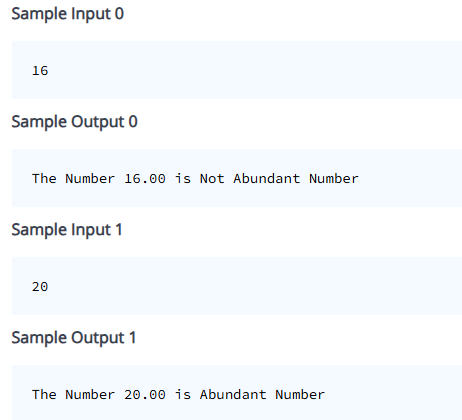 Sample Input 0
16
Sample Output 0
The Number 16.00 is Not Abundant Number
Sample Input 1
20
Sample Output 1
The Number 20.00 is Abundant Number